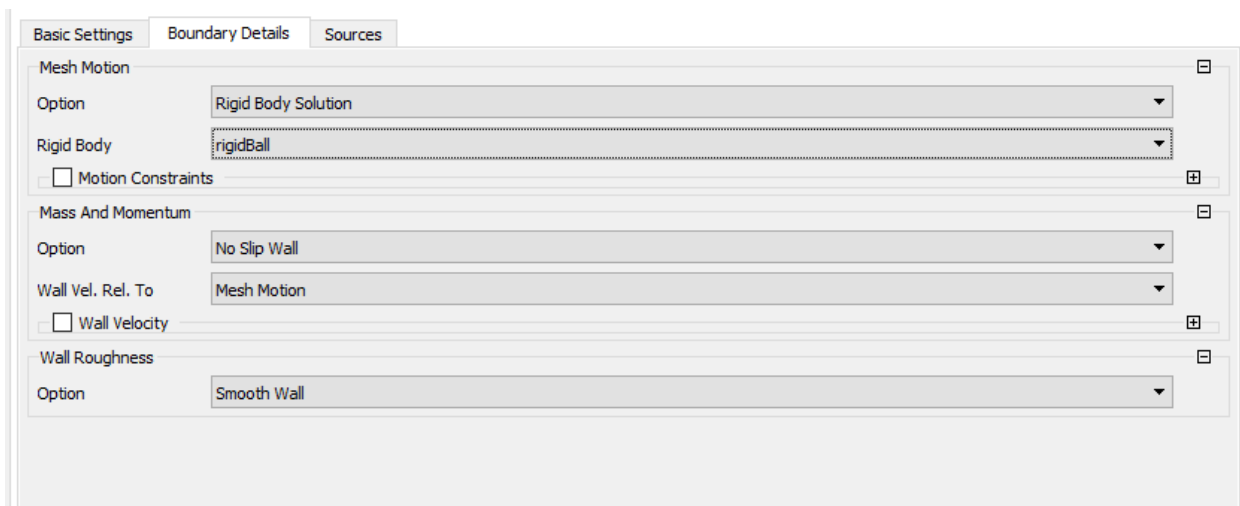 Basic Settings Boundary Details Sources
Mesh Motion
Option Rigid Body Solution
Rigid Body rigidBall
Motion Constraints
Mass And Momentum
Option No Slip Wall
Wall Vel. Rel. To Mesh Motion
Wall Velocity
Wall Roughness
Option Smooth Wall